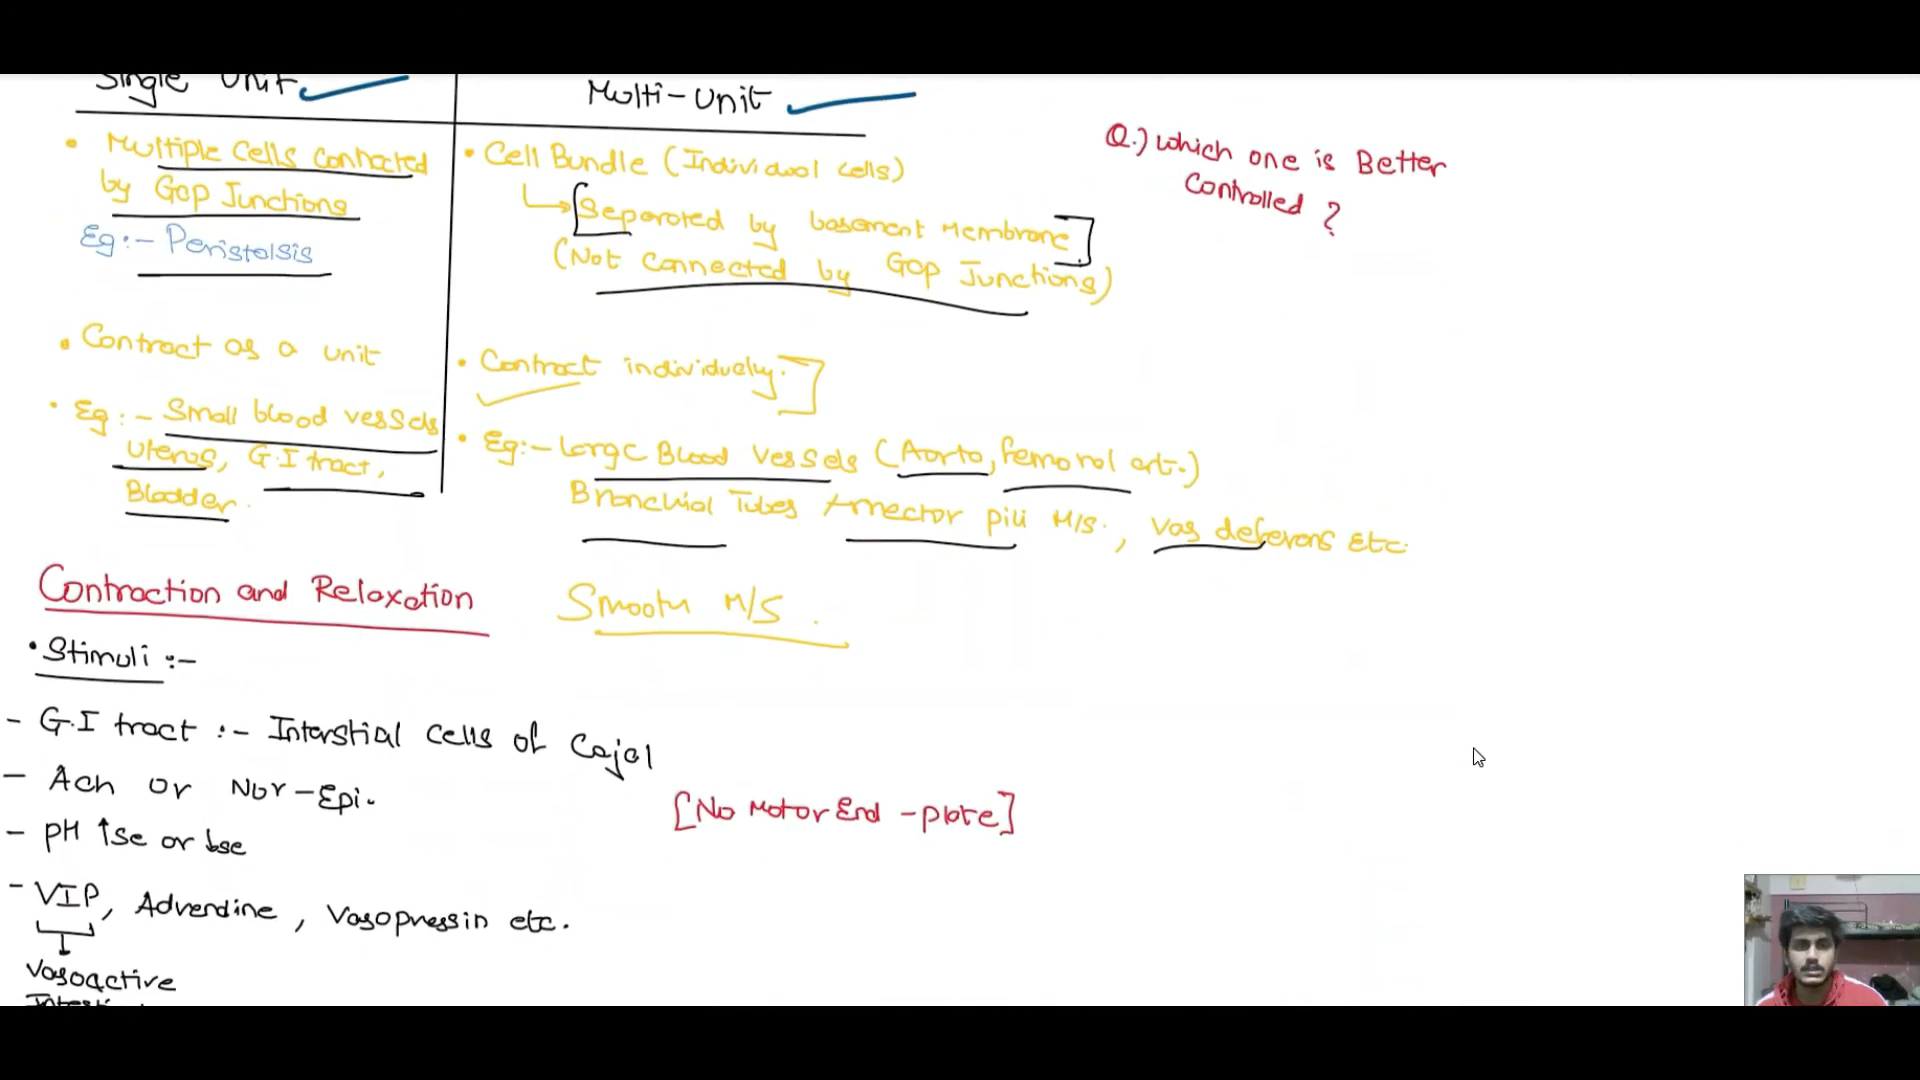 Single Unit
Multi-Unit
• Multiple Cells Connected
by Gap Junctions
Eg:- Peristalsis
• Contract as a unit
• Eg:- Small blood vessels
Uterus, G.I tract,
Bladder.
• Cell Bundle (Individual cells)
[Separated by basement Membrane]
(Not connected by Gap Junctions)
• Contract individually.]
• Eg:- Large Blood Vessels (Aorta, femoral art.)
Bronchial Tubes, Arrector pili M/S., Vas deferens Etc.
Q.) Which one is Better
Controlled ?
Contraction and Relaxation
Smooth M/S.
• Stimuli :-
- G.I tract :- Interstial Cells of Cajal
- Ach or Nor-Epi.
[No Motor End-plate]
- pH ↑se or ↓se
- VIP, Adrendine, Vasopressin etc.
Vasoactive